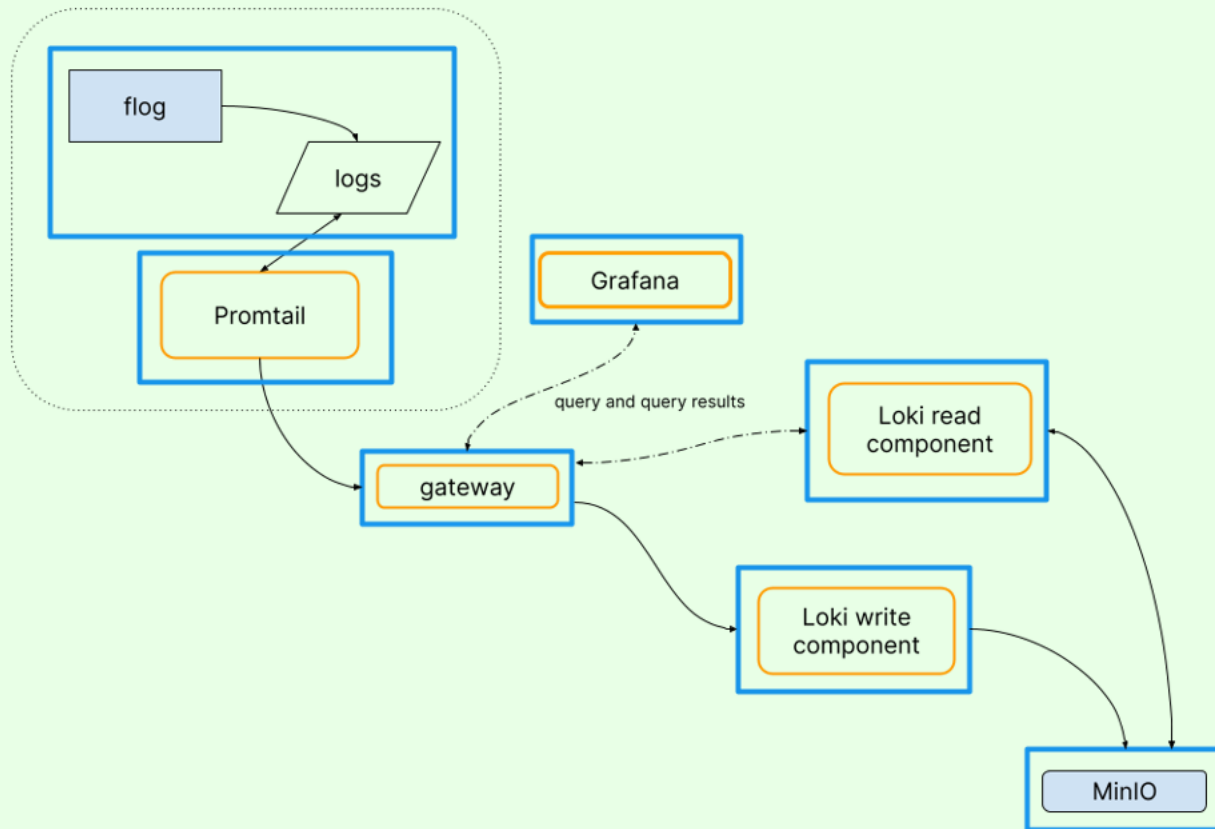 flog
logs
Promtail
Grafana
query and query results
Loki read
component
gateway
Loki write
component
MinIO